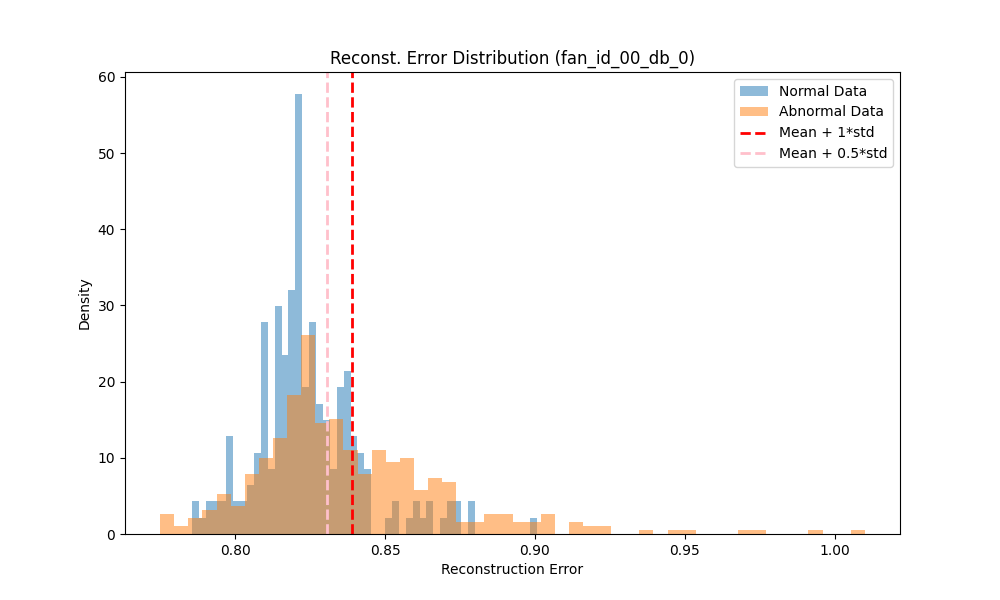 Reconst. Error Distribution (fan_id_00_db_0)
Normal Data
Abnormal Data
Mean + 1*std
Mean + 0.5*std
60
50
40
30
20
10
0
Density
0.80 0.85 0.90 0.95 1.00
Reconstruction Error